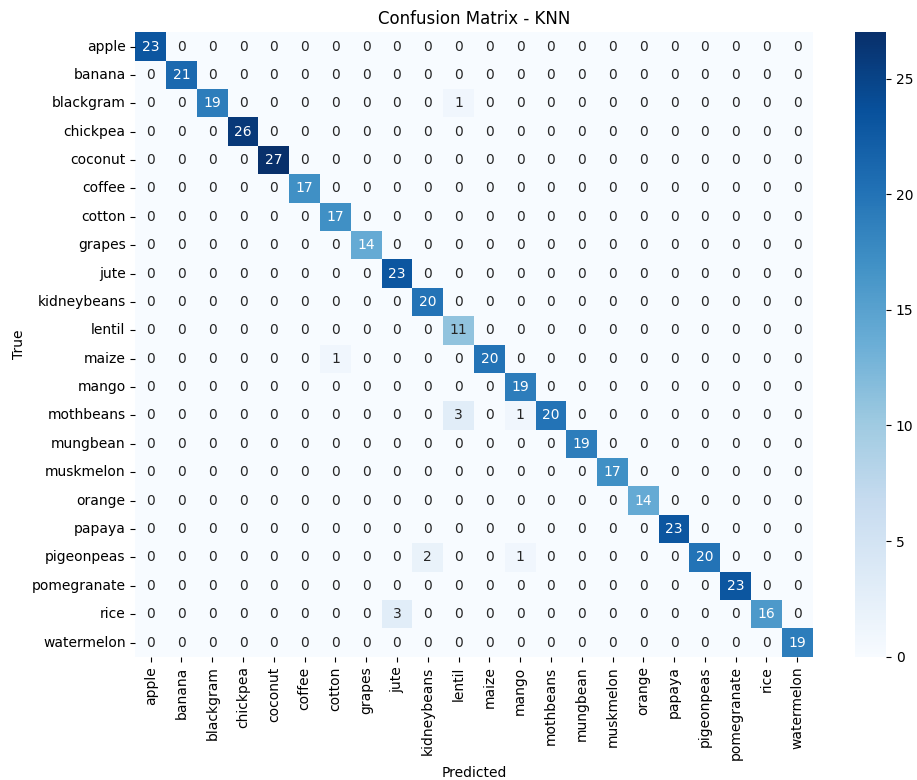 Confusion Matrix - KNN
apple 23 0 0 0 0 0 0 0 0 0 0 0 0 0 0 0 0 0 0 0 0 0
banana 0 21 0 0 0 0 0 0 0 0 0 0 0 0 0 0 0 0 0 0 0 0
blackgram 0 0 19 0 0 0 0 0 0 0 1 0 0 0 0 0 0 0 0 0 0 0
chickpea 0 0 0 26 0 0 0 0 0 0 0 0 0 0 0 0 0 0 0 0 0 0
coconut 0 0 0 0 27 0 0 0 0 0 0 0 0 0 0 0 0 0 0 0 0 0
coffee 0 0 0 0 0 17 0 0 0 0 0 0 0 0 0 0 0 0 0 0 0 0
cotton 0 0 0 0 0 0 17 0 0 0 0 0 0 0 0 0 0 0 0 0 0 0
grapes 0 0 0 0 0 0 0 14 0 0 0 0 0 0 0 0 0 0 0 0 0 0
jute 0 0 0 0 0 0 0 0 23 0 0 0 0 0 0 0 0 0 0 0 0 0
kidneybeans 0 0 0 0 0 0 0 0 0 20 0 0 0 0 0 0 0 0 0 0 0 0
lentil 0 0 0 0 0 0 0 0 0 0 11 0 0 0 0 0 0 0 0 0 0 0
maize 0 0 0 0 0 0 1 0 0 0 0 20 0 0 0 0 0 0 0 0 0 0
mango 0 0 0 0 0 0 0 0 0 0 0 0 19 0 0 0 0 0 0 0 0 0
mothbeans 0 0 0 0 0 0 0 0 0 0 3 0 1 20 0 0 0 0 0 0 0 0
mungbean 0 0 0 0 0 0 0 0 0 0 0 0 0 0 19 0 0 0 0 0 0 0
muskmelon 0 0 0 0 0 0 0 0 0 0 0 0 0 0 0 17 0 0 0 0 0 0
orange 0 0 0 0 0 0 0 0 0 0 0 0 0 0 0 0 14 0 0 0 0 0
papaya 0 0 0 0 0 0 0 0 0 0 0 0 0 0 0 0 0 23 0 0 0 0
pigeonpeas 0 0 0 0 0 0 0 0 0 2 0 0 1 0 0 0 0 0 20 0 0 0
pomegranate 0 0 0 0 0 0 0 0 0 0 0 0 0 0 0 0 0 0 0 23 0 0
rice 0 0 0 0 0 0 0 0 3 0 0 0 0 0 0 0 0 0 0 0 16 0
watermelon 0 0 0 0 0 0 0 0 0 0 0 0 0 0 0 0 0 0 0 0 0 19
True
apple
banana
blackgram
chickpea
coconut
coffee
cotton
grapes
jute
kidneybeans
lentil
maize
mango
mothbeans
mungbean
muskmelon
orange
papaya
pigeonpeas
pomegranate
rice
watermelon
Predicted
25
20
15
10
5
0